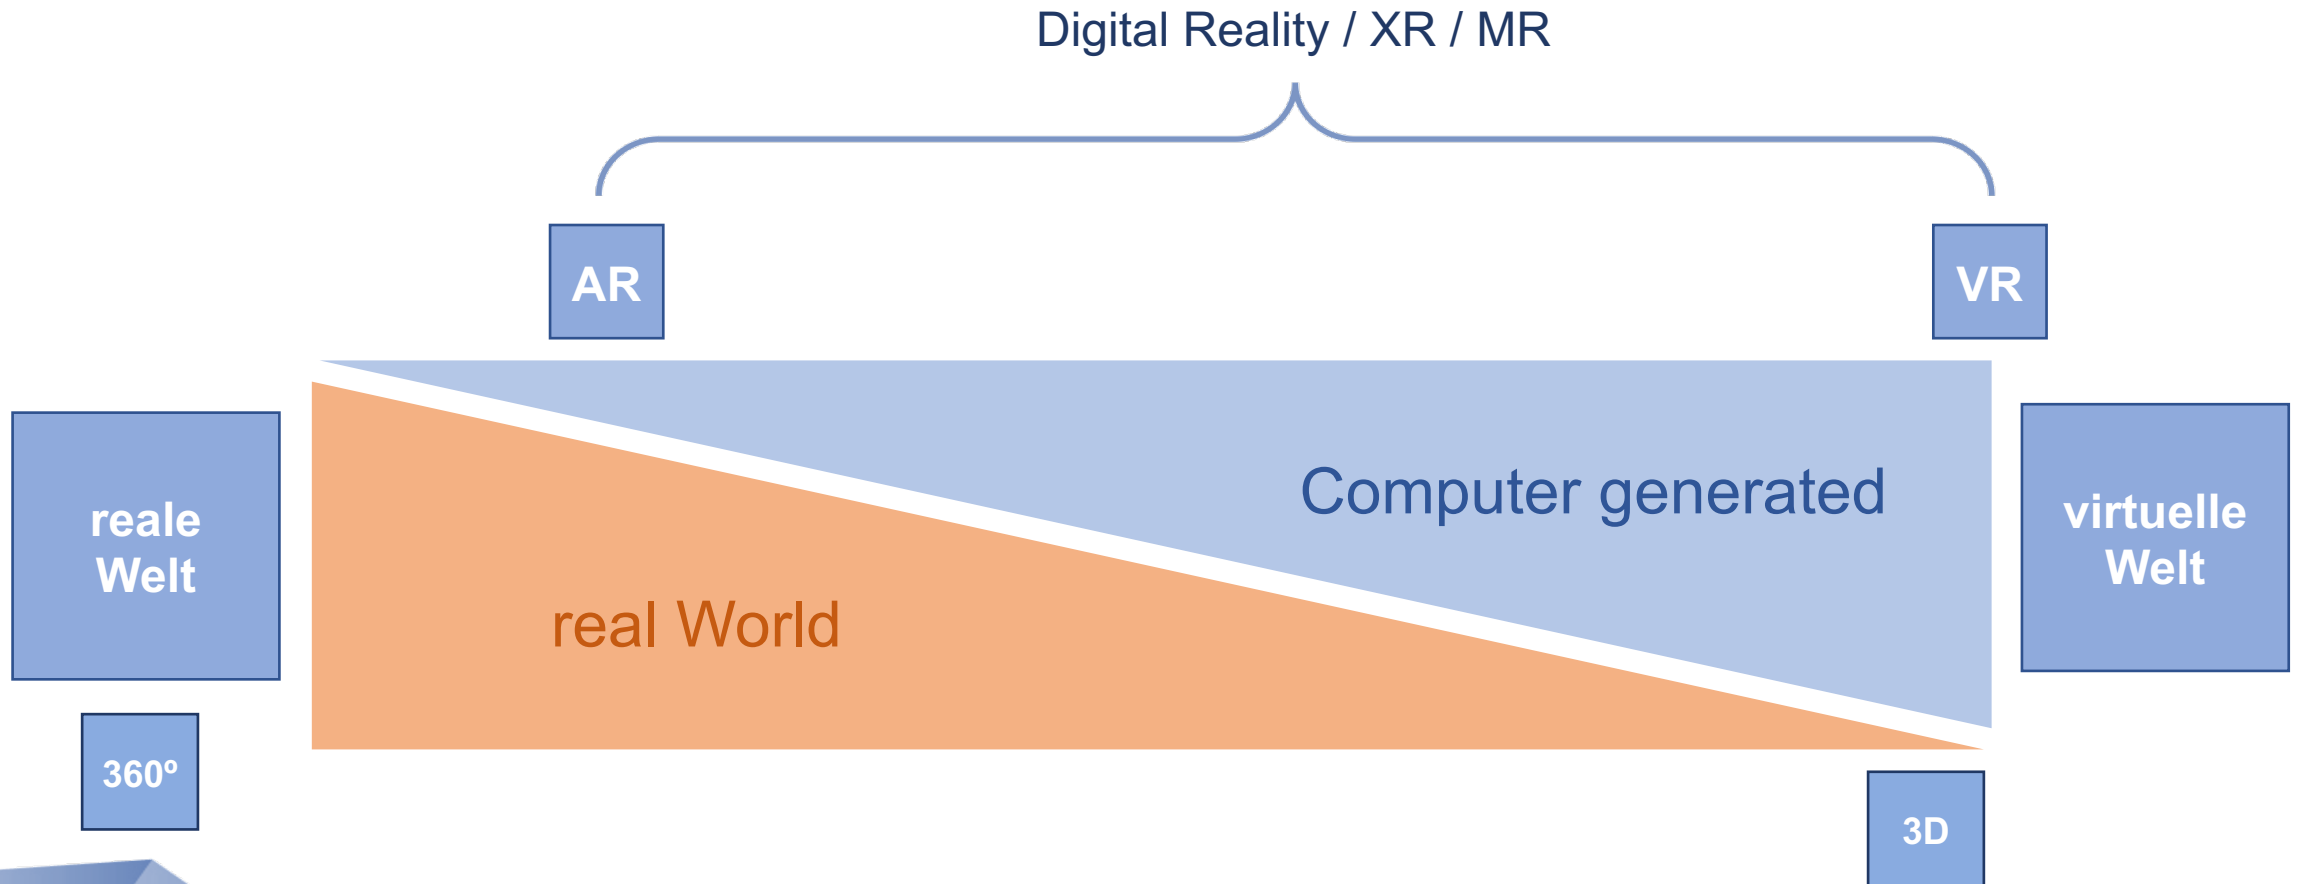 Digital Reality / XR / MR
AR
VR
reale
Welt
Computer generated
virtuelle
Welt
real World
360º
3D